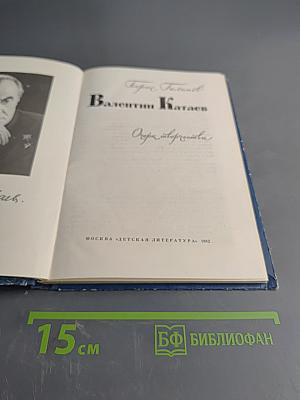 Борис Галанов
Валентин Катаев
Очерк творчества
МОСКВА «ДЕТСКАЯ ЛИТЕРАТУРА» 1982
15 см
БФ БИБЛИОФАН